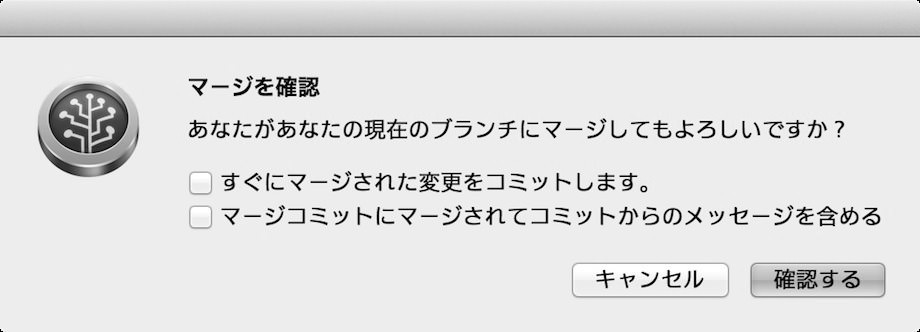 マージを確認
あなたがあなたの現在のブランチにマージしてもよろしいですか？
すぐにマージされた変更をコミットします。
マージコミットにマージされてコミットからのメッセージを含める
キャンセル
確認する